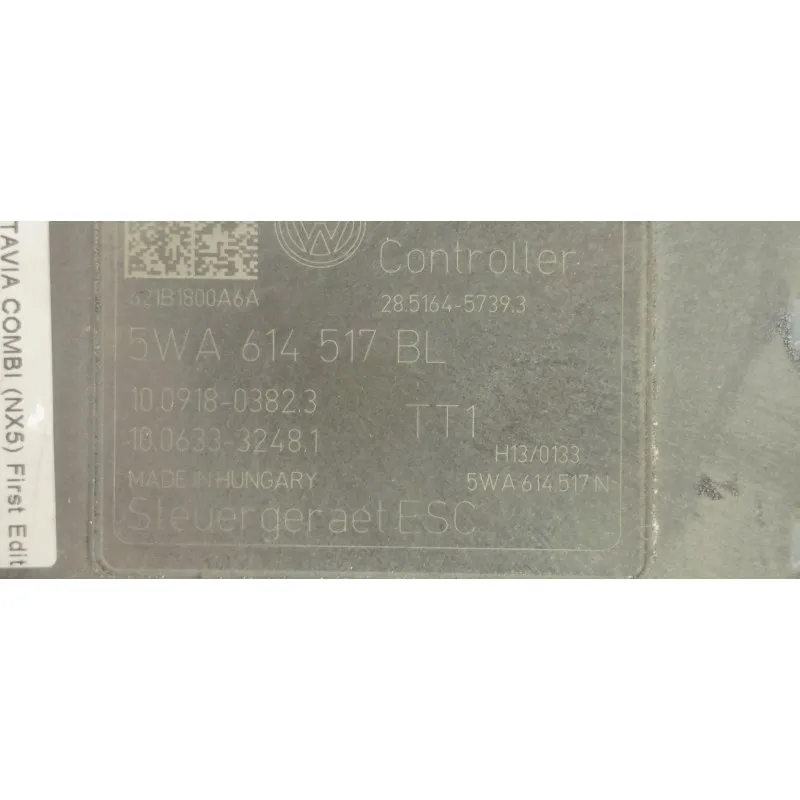 TAVIA COMBI (NX5) First Edit
Controller
621B1800A6A
28.5164-5739.3
5WA 614 517 BL
10.0918-0382.3
10.0633-3248.1
TT1
H13/0133
MADE IN HUNGARY
5WA 614 517 N
Steuergeraet ESC